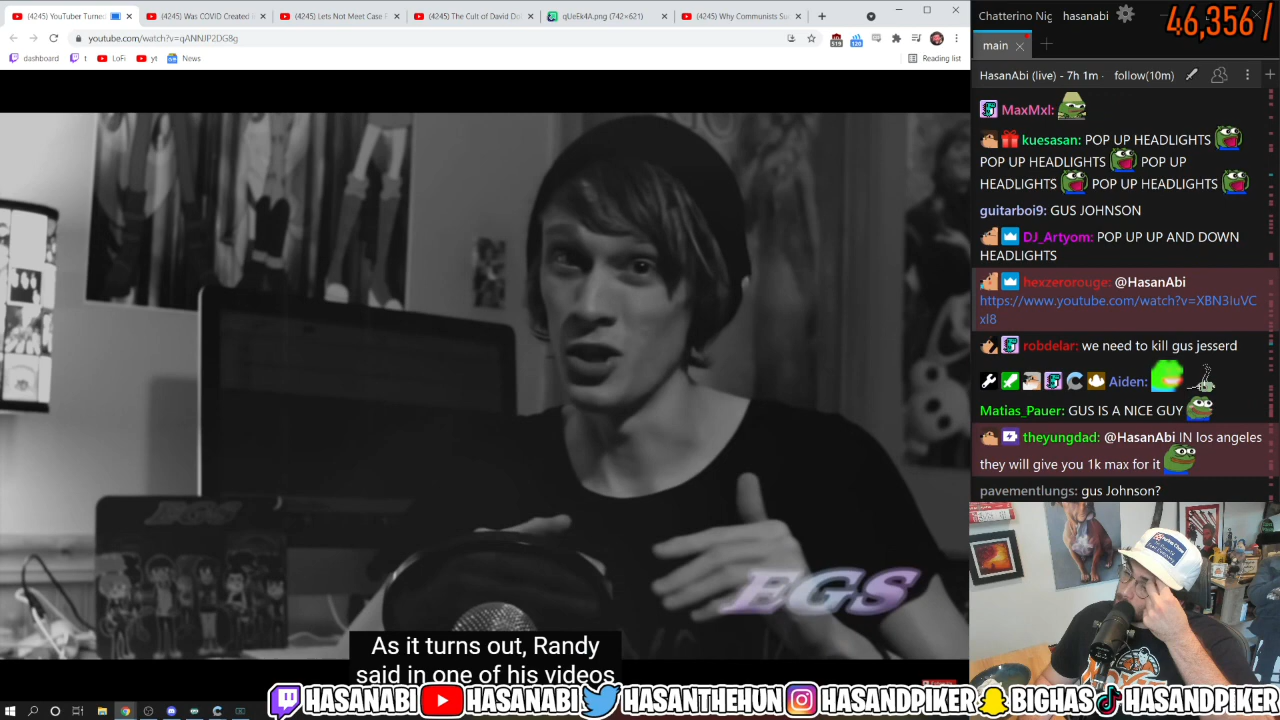 (4245) YouTuber Turned
(4245) Was COVID Created
(4245) Lets Not Meet Case
(4245) The Cult of David Do
qUeEk4A.png (742×621)
(4245) Why Communists Su
youtube.com/watch?v=qANNJP2DG8g
dashboard
t
LoFi
yt
News
Reading list
EGS
As it turns out, Randy
said in one of his videos
Chatterino Nig
hasanabi
46,356 /
main
HasanAbi (live) - 7h 1m -
follow(10m)
MaxMxl:
kuesasan: POP UP HEADLIGHTS
POP UP HEADLIGHTS POP UP
HEADLIGHTS POP UP HEADLIGHTS
guitarboi9: GUS JOHNSON
DJ_Artyom: POP UP UP AND DOWN
HEADLIGHTS
hexzerorouge: @HasanAbi
https://www.youtube.com/watch?v=XBN3IuVC
xI8
robdelar: we need to kill gus jesserd
Aiden:
Matias_Pauer: GUS IS A NICE GUY
theyungdad: @HasanAbi IN los angeles
they will give you 1k max for it
pavementlungs: gus Johnson?
HASANABI
HASANABI
HASANTHEHUN
HASANDPIKER
BIGHAS
HASANDPIKER